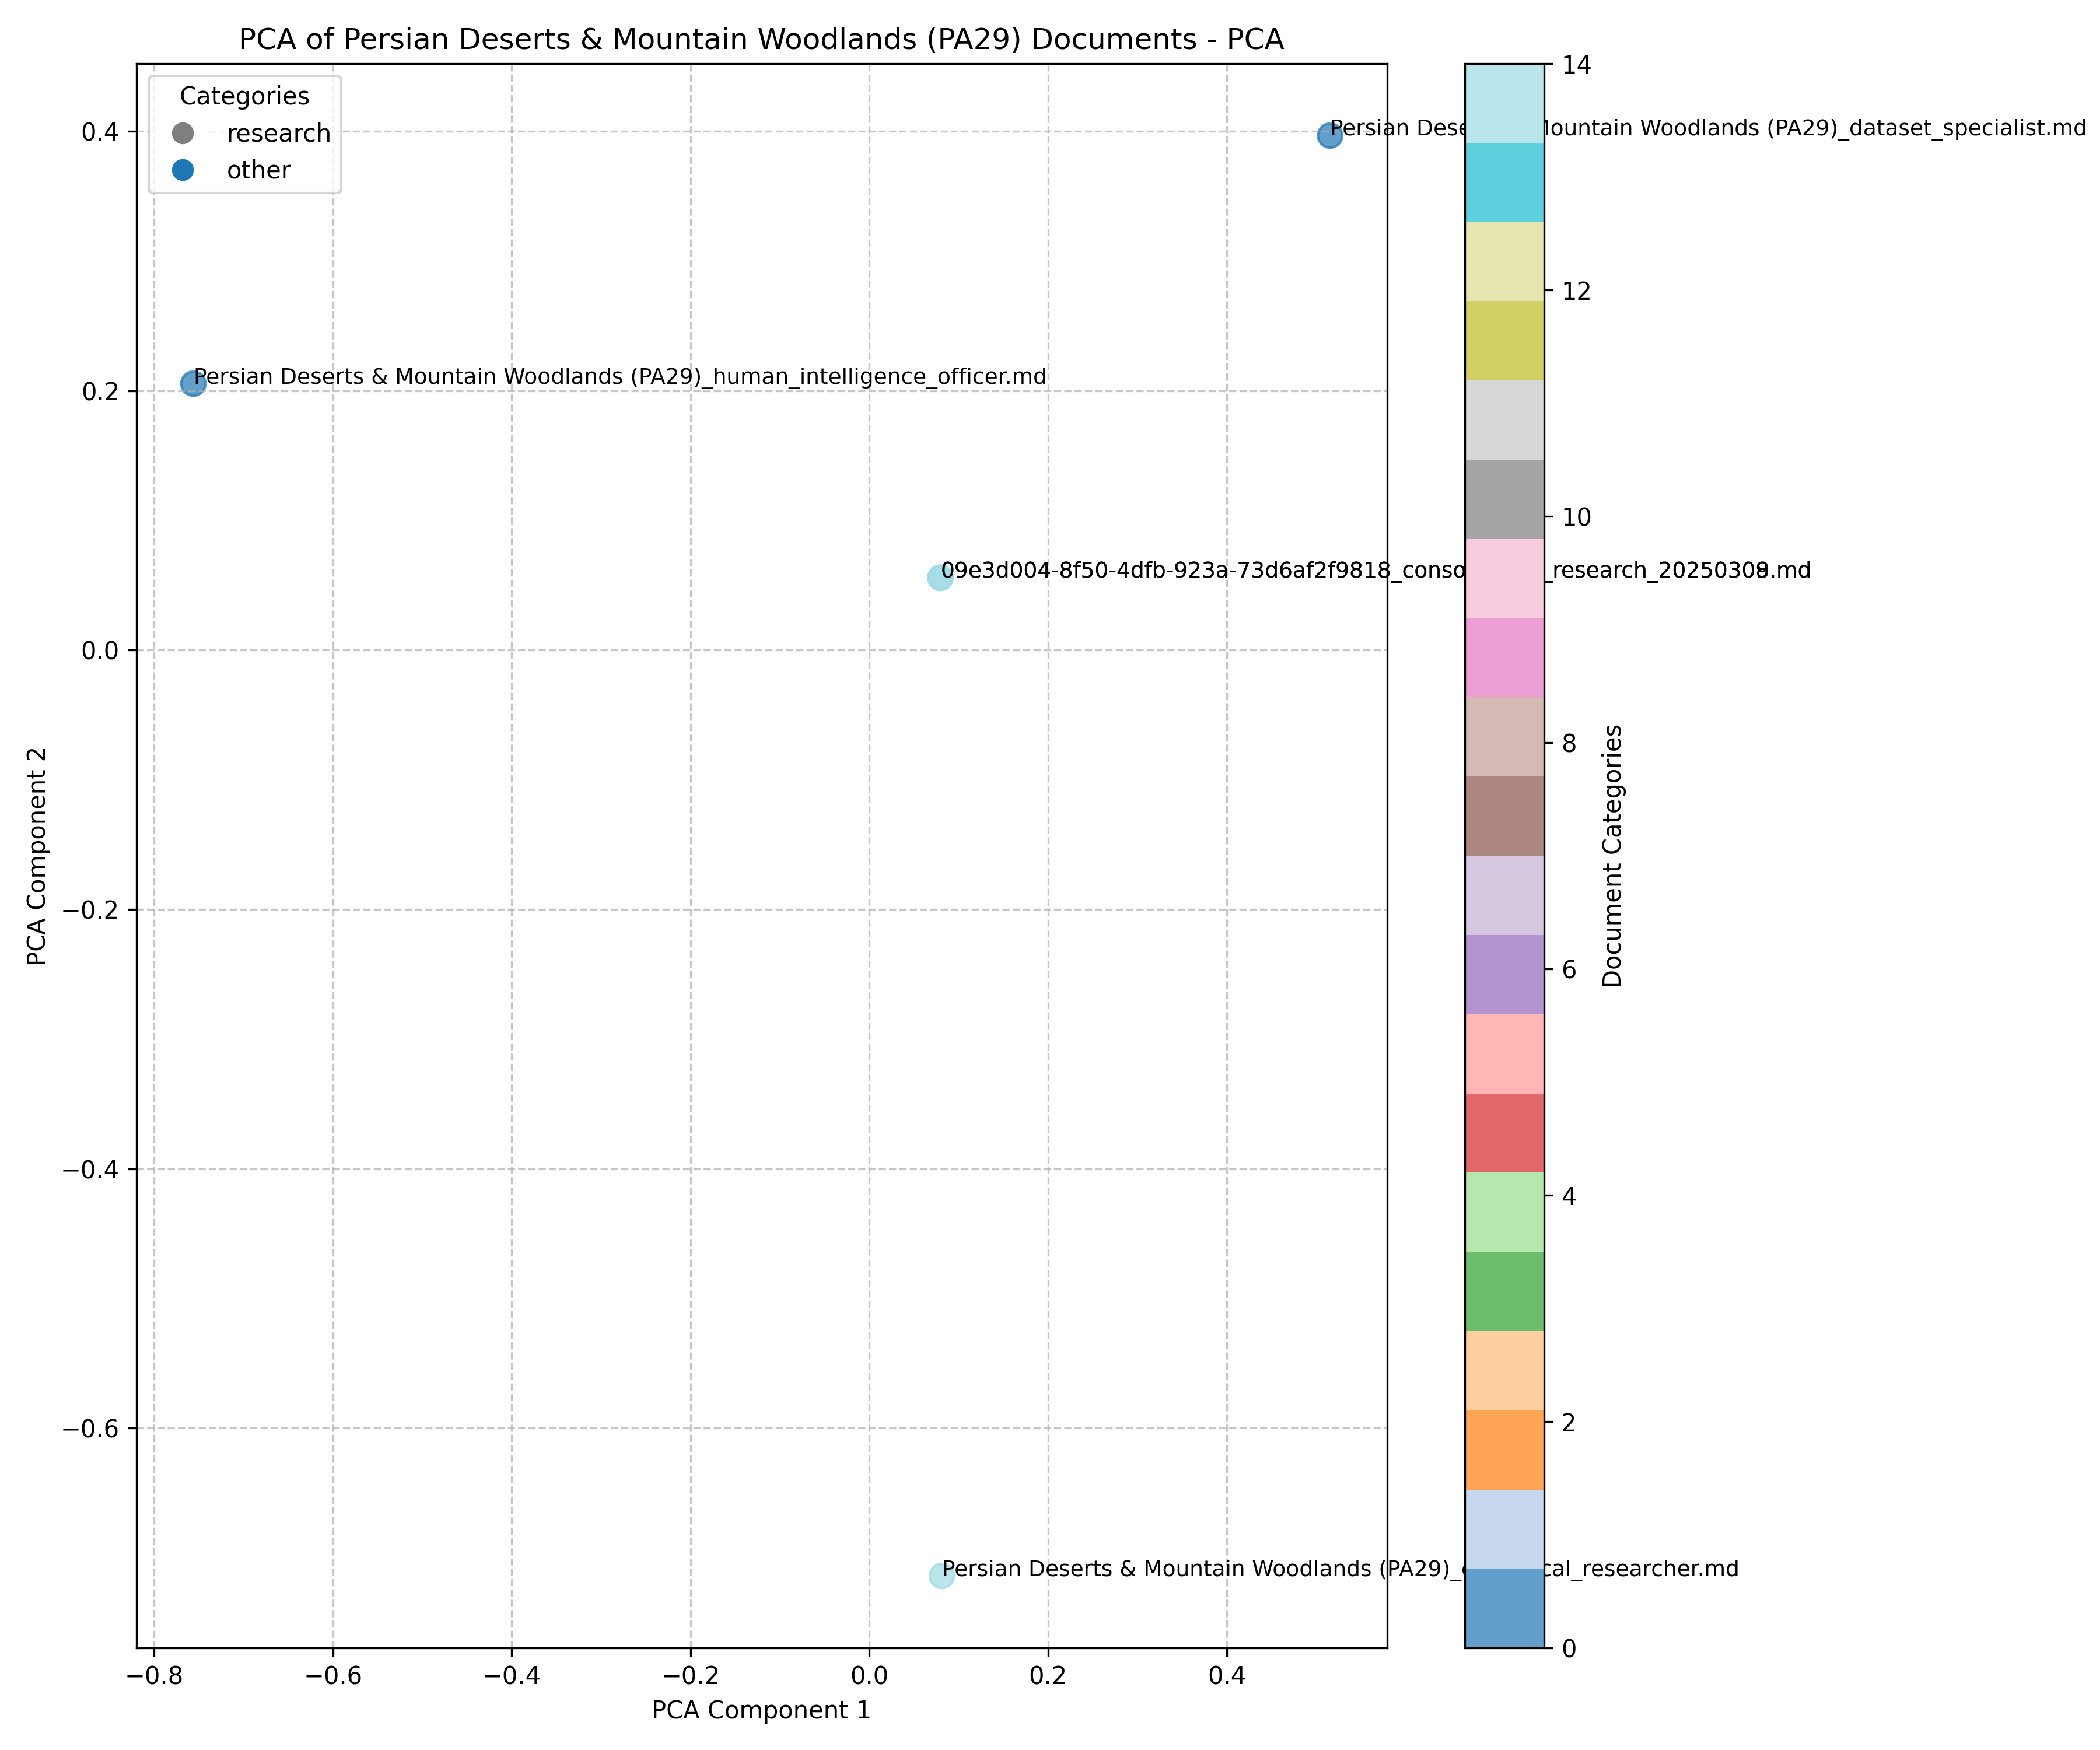 PCA of Persian Deserts & Mountain Woodlands (PA29) Documents - PCA
Categories
research
other
Persian Dese ountain Woodlands (PA29)_dataset_specialist.md
Persian Deserts & Mountain Woodlands (PA29)_human_intelligence_officer.md
09e3d004-8f50-4dfb-923a-73d6af2f9818_conso _research_2025030
Persian Deserts & Mountain Woodlands (PA29)_ cal_researcher.md
0.4
0.2
0.0
−0.2
−0.4
−0.6
PCA Component 2
−0.8
−0.6
−0.4
−0.2
0.0
0.2
0.4
PCA Component 1
14
12
10
8
6
4
2
0
Document Categories